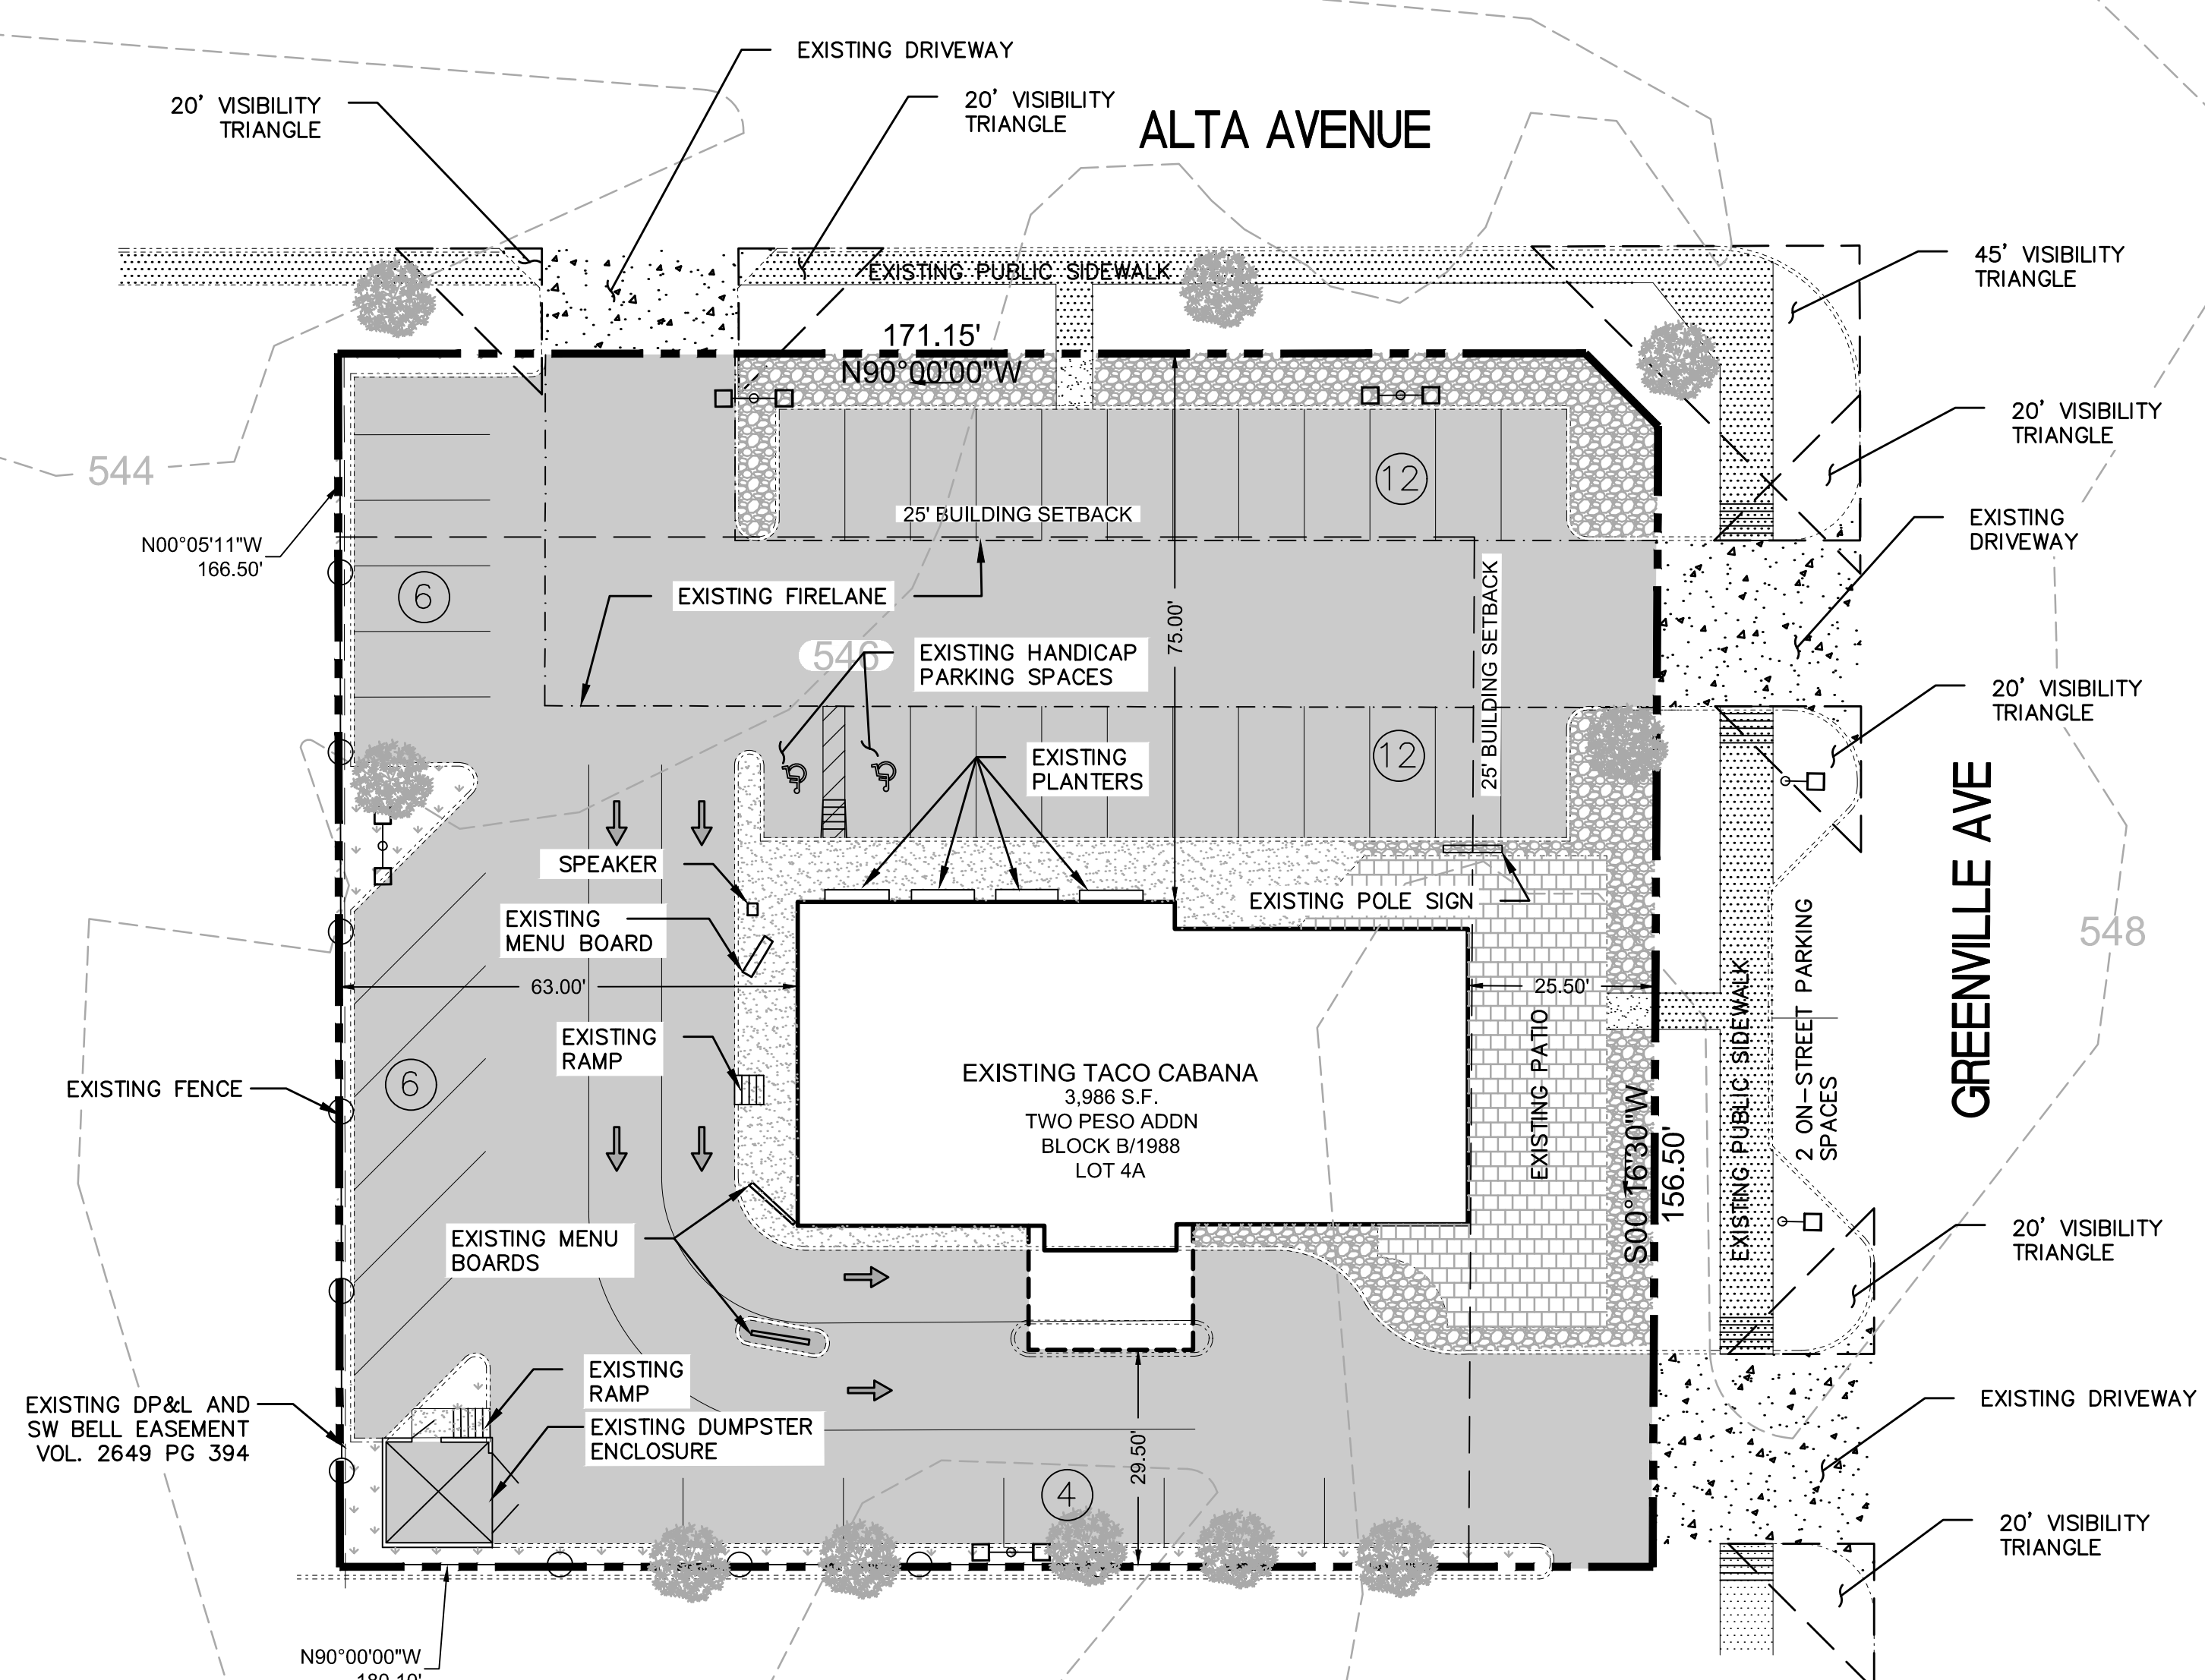 EXISTING DRIVEWAY
20' VISIBILITY
TRIANGLE
20' VISIBILITY
TRIANGLE
ALTA AVENUE
45' VISIBILITY
TRIANGLE
EXISTING PUBLIC SIDEWALK
171.15'
N90°00'00"W
20' VISIBILITY
TRIANGLE
544
12
25' BUILDING SETBACK
EXISTING
DRIVEWAY
N00°05'11"W
166.50'
6
EXISTING FIRELANE
75.00'
25' BUILDING SETBACK
546
EXISTING HANDICAP
PARKING SPACES
20' VISIBILITY
TRIANGLE
12
EXISTING
PLANTERS
GREENVILLE AVE
SPEAKER
EXISTING POLE SIGN
EXISTING
MENU BOARD
548
63.00'
25.50'
2 ON-STREET PARKING
SPACES
EXISTING PUBLIC SIDEWALK
EXISTING PATIO
EXISTING
RAMP
6
EXISTING FENCE
EXISTING TACO CABANA
3,986 S.F.
TWO PESO ADDN
BLOCK B/1988
LOT 4A
S00°16'30"W
156.50'
EXISTING MENU
BOARDS
20' VISIBILITY
TRIANGLE
EXISTING
RAMP
EXISTING DP&L AND
SW BELL EASEMENT
VOL. 2649 PG 394
EXISTING DUMPSTER
ENCLOSURE
29.50'
EXISTING DRIVEWAY
4
20' VISIBILITY
TRIANGLE
N90°00'00"W
180.10'